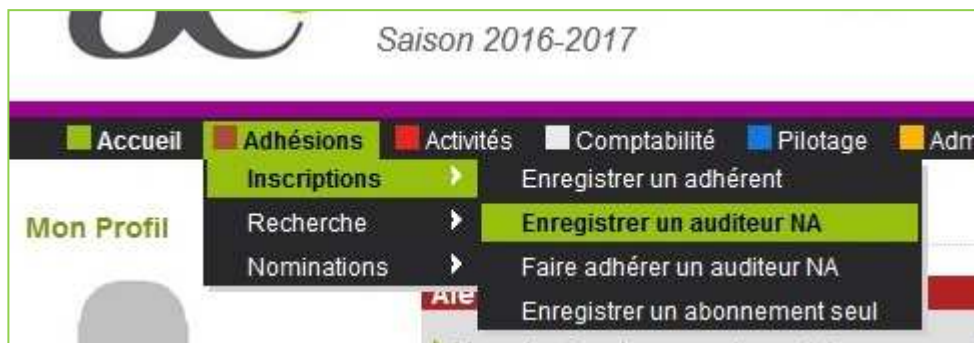 Saison 2016-2017
Accueil Adhésions Activités Comptabilité Pilotage Adm
Inscriptions Enregistrer un adhérent
Mon Profil Recherche Enregistrer un auditeur NA
Nominations Faire adhérer un auditeur NA
Enregistrer un abonnement seul